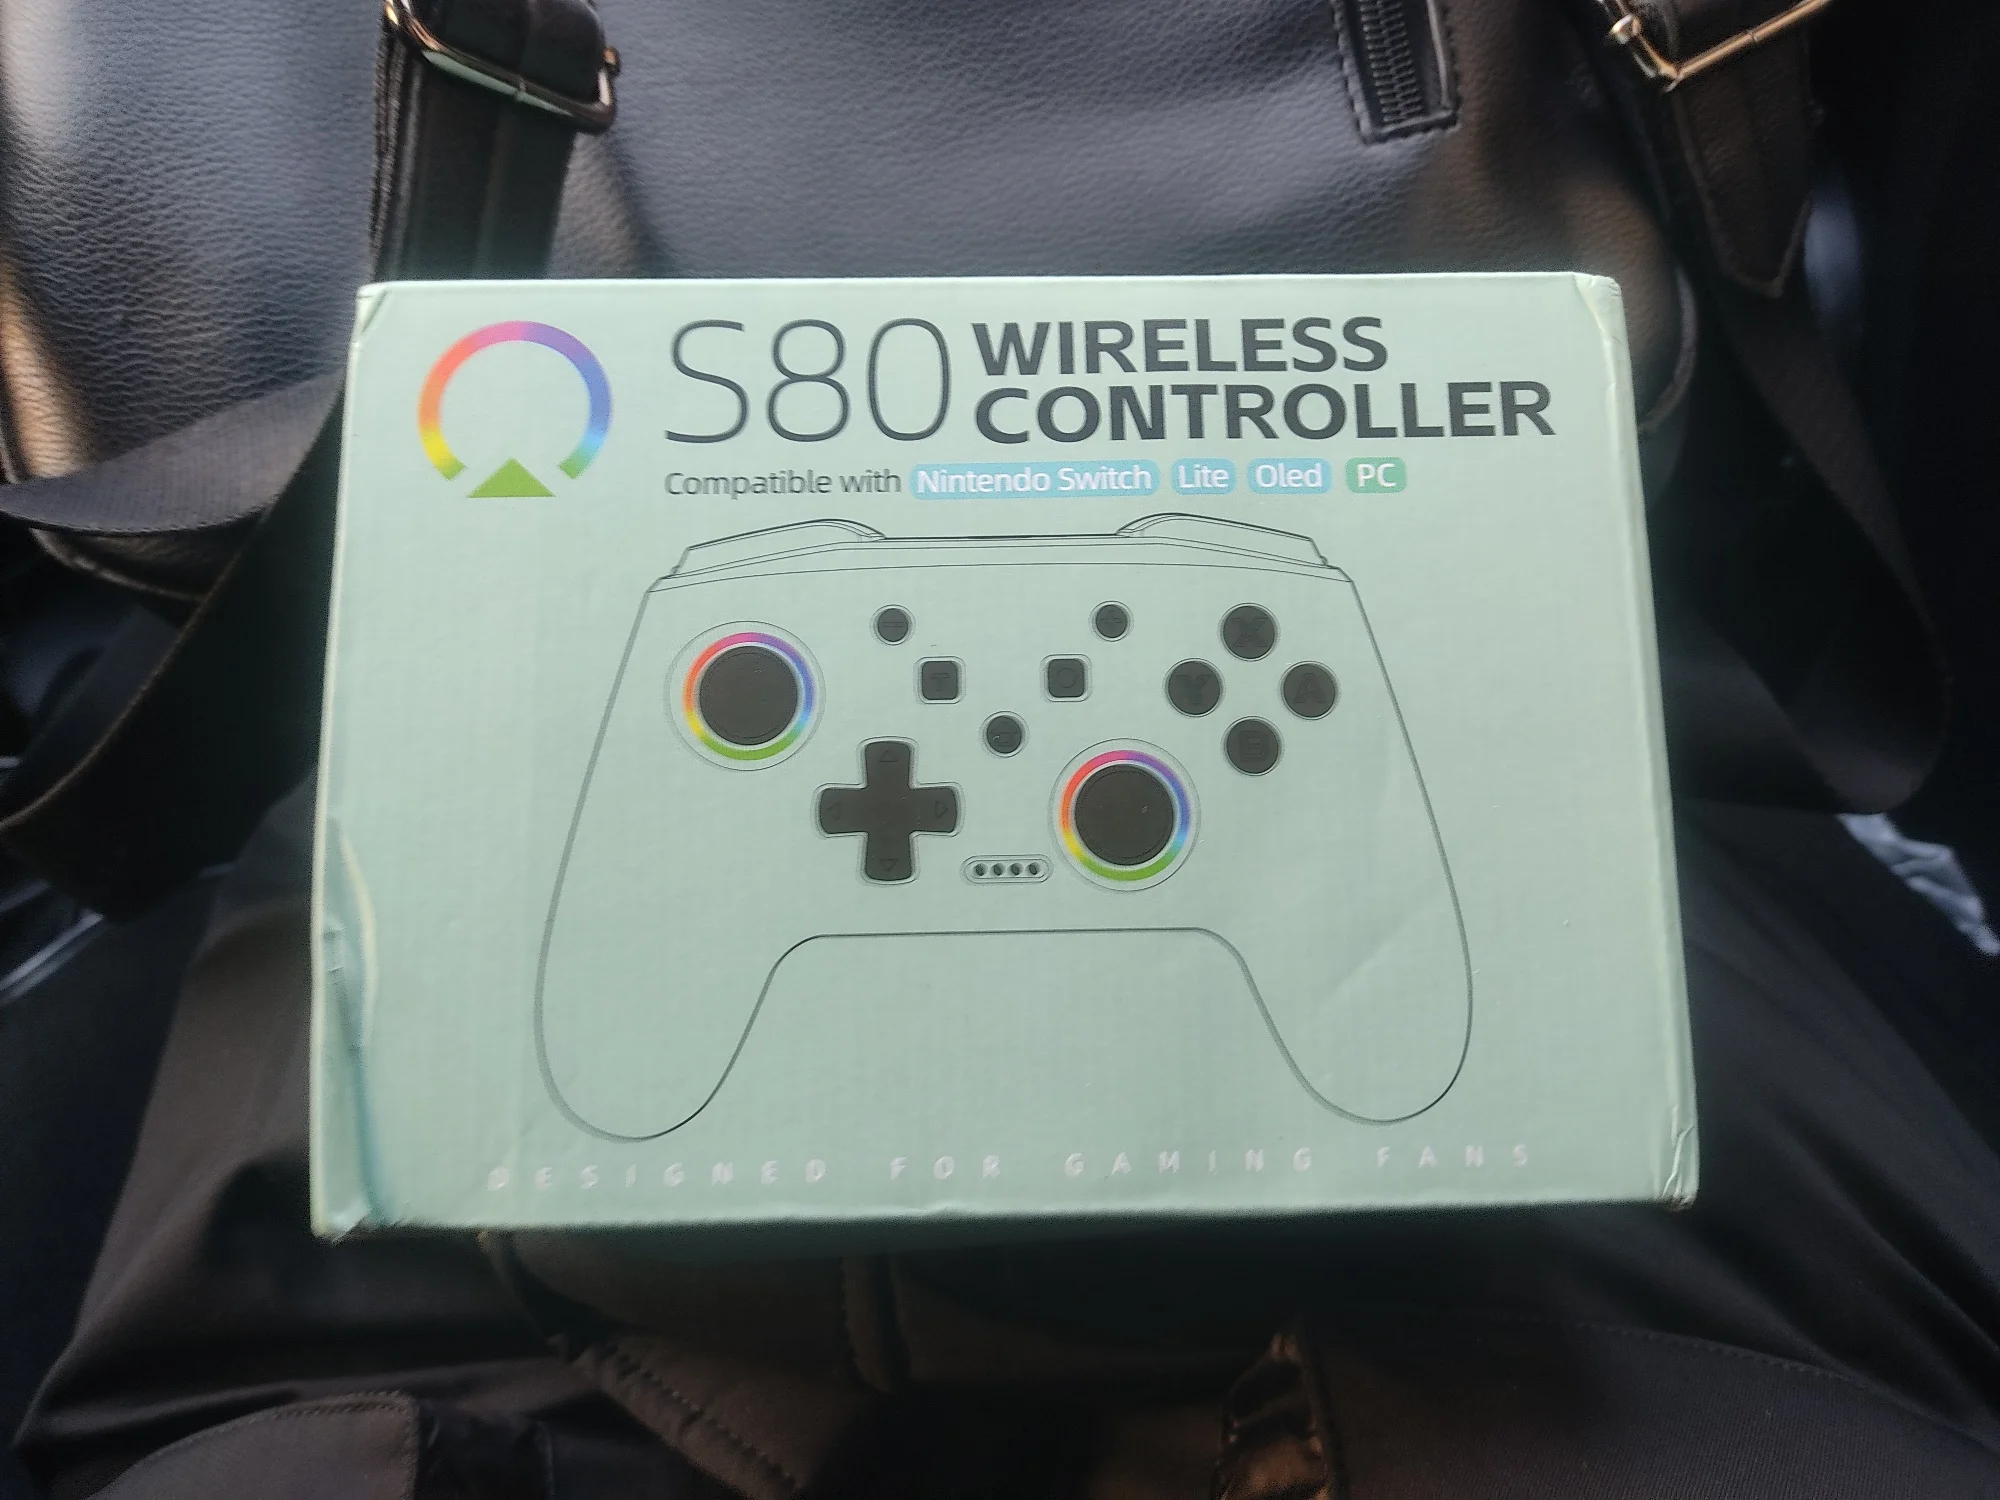 S80 WIRELESS
CONTROLLER
Compatible with Nintendo Switch Lite Oled PC
X
Y A
B
DESIGNED FOR GAMING FANS